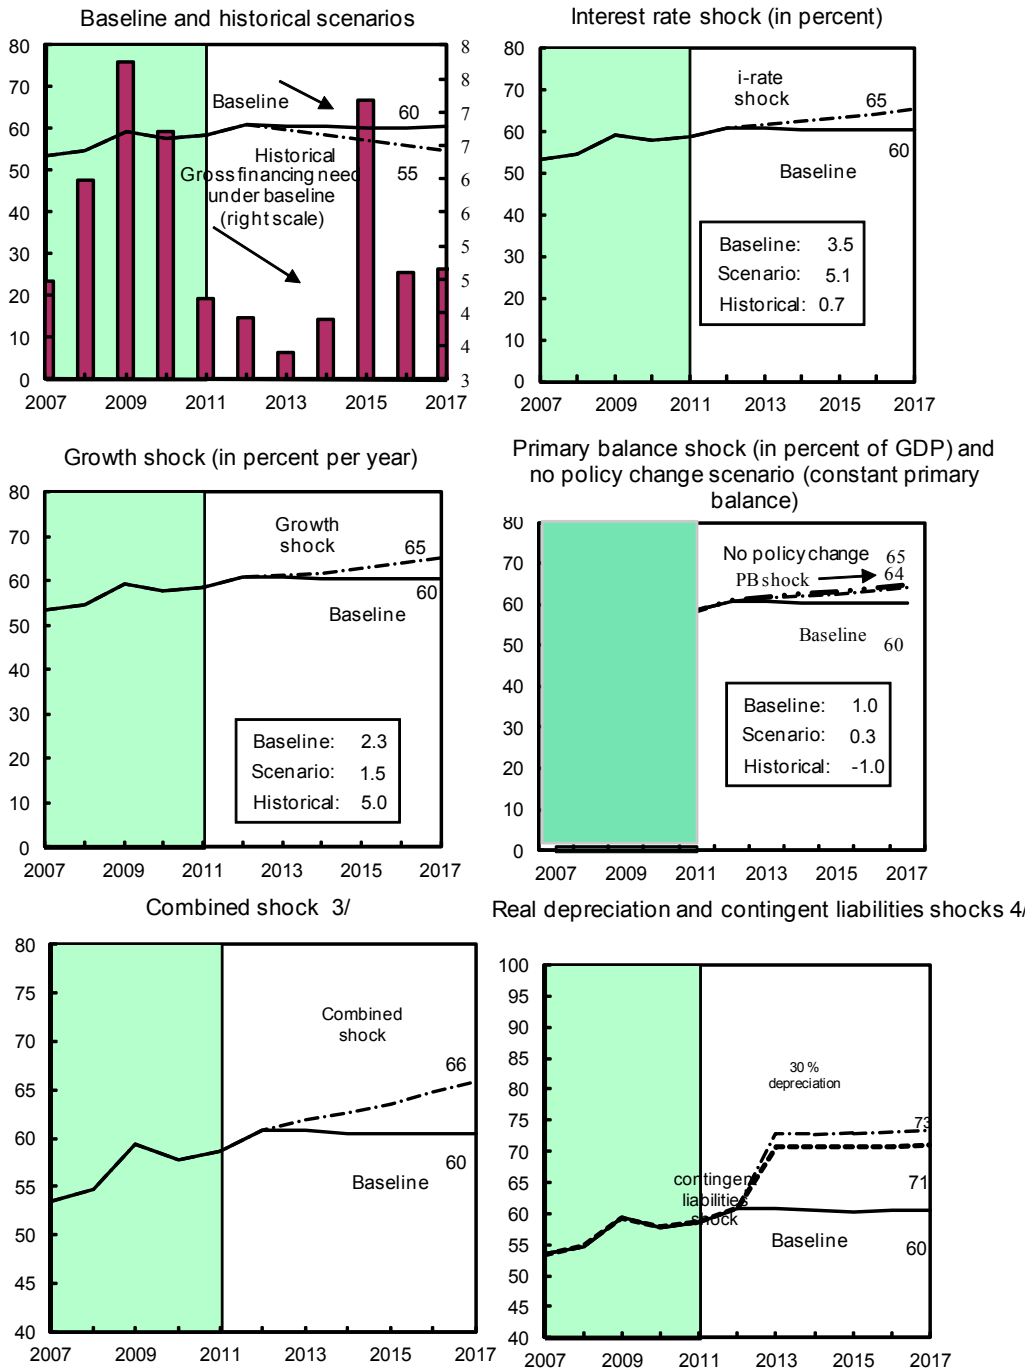 Baseline and historical scenarios
80
70
60
50
40
30
20
10
0
8
8
7
7
6
6
5
5
4
4
3
Baseline
60
Historical
55
Gross financing need
under baseline
(right scale)
2007 2009 2011 2013 2015 2017
Interest rate shock (in percent)
80
70
60
50
40
30
20
10
0
i-rate
shock
65
60
Baseline
Baseline: 3.5
Scenario: 5.1
Historical: 0.7
2007 2009 2011 2013 2015 2017
Growth shock (in percent per year)
80
70
60
50
40
30
20
10
0
Growth
shock
65
60
Baseline
Baseline: 2.3
Scenario: 1.5
Historical: 5.0
2007 2009 2011 2013 2015 2017
Primary balance shock (in percent of GDP) and
no policy change scenario (constant primary
balance)
80
70
60
50
40
30
20
10
0
No policy change 65
PB shock 64
Baseline 60
Baseline: 1.0
Scenario: 0.3
Historical: -1.0
2007 2009 2011 2013 2015 2017
Combined shock 3/
80
75
70
65
60
55
50
45
40
Combined
shock
66
60
Baseline
2007 2009 2011 2013 2015 2017
Real depreciation and contingent liabilities shocks 4/
100
95
90
85
80
75
70
65
60
55
50
45
40
30 %
depreciation
73
contingent
liabilities
shock
71
Baseline
60
2007 2009 2011 2013 2015 2017